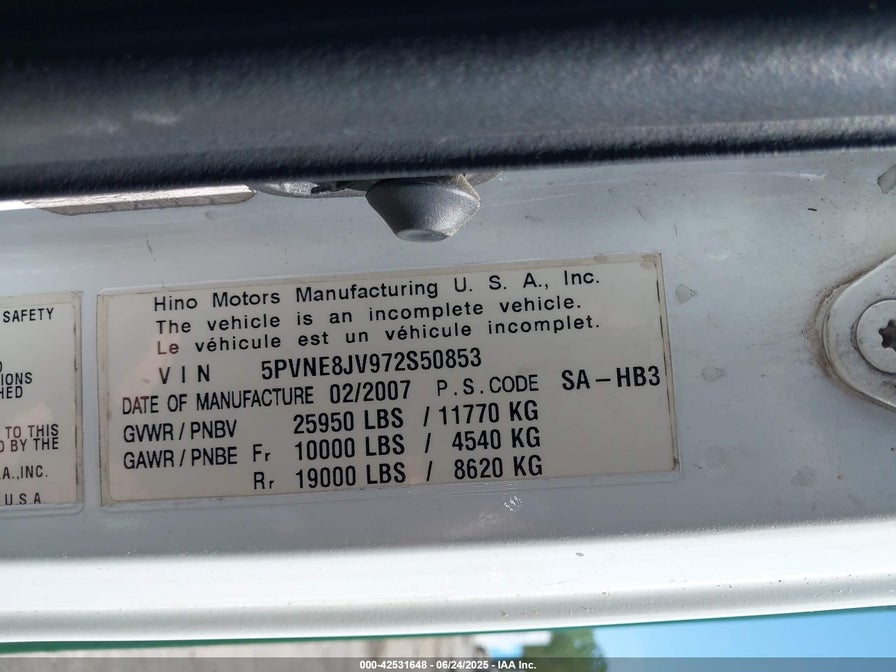 SAFETY
IONS
HED
TO THIS
BY THE
INC.
U.S.A
Hino Motors Manufacturing U. S. A., Inc.
The vehicle is an incomplete vehicle.
Le véhicule est un véhicule incomplet.
VIN 5PVNE8JV972S50853
DATE OF MANUFACTURE 02/2007 P.S.CODE SA-HB3
GVWR/PNBV 25950 LBS / 11770 KG
GAWR/PNBE Fr 10000 LBS / 4540 KG
Rr 19000 LBS / 8620 KG
000-42531648 - 06/24/2025 - IAA Inc.